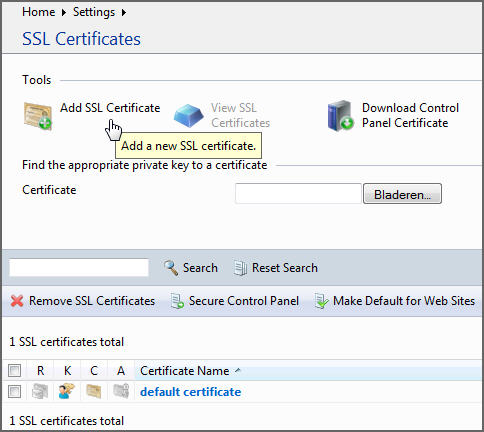 Home Settings
SSL Certificates
Tools
Add SSL Certificate
View SSL
Certificates
Download Control
Panel Certificate
Add a new SSL certificate.
Find the appropriate private key to a certificate
Certificate
Bladeren...
Search Reset Search
Remove SSL Certificates Secure Control Panel Make Default for Web Sites
1 SSL certificates total
R K C A Certificate Name
default certificate
1 SSL certificates total